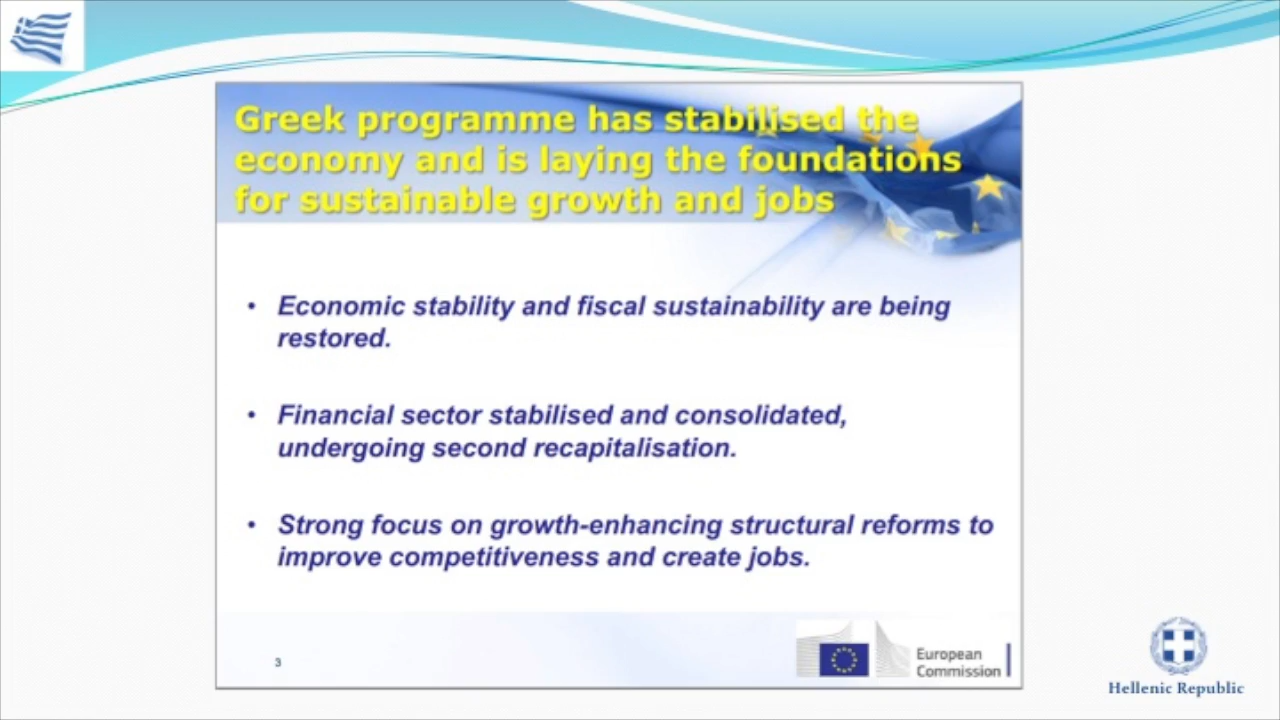 Greek programme has stabilised the
economy and is laying the foundations
for sustainable growth and jobs
• Economic stability and fiscal sustainability are being
restored.
• Financial sector stabilised and consolidated,
undergoing second recapitalisation.
• Strong focus on growth-enhancing structural reforms to
improve competitiveness and create jobs.
3
European
Commission
Hellenic Republic